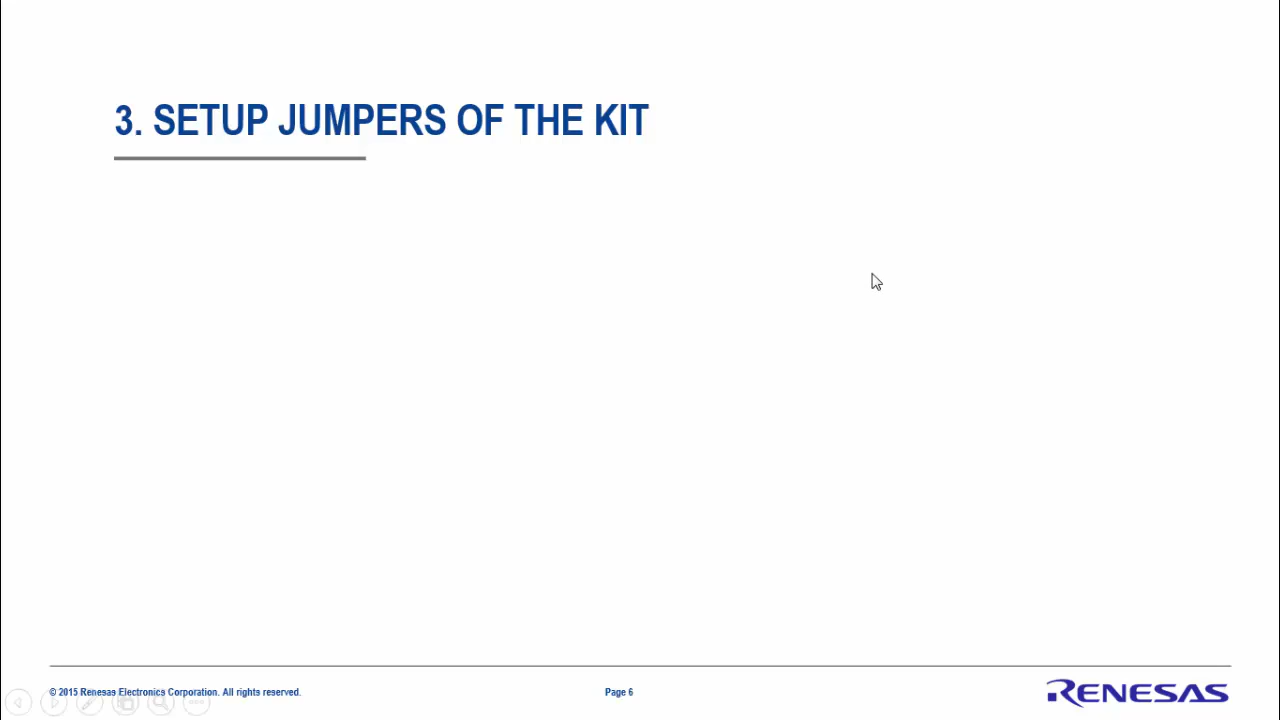 3. SETUP JUMPERS OF THE KIT
© 2015 Renesas Electronics Corporation. All rights reserved.
Page 6
RENESAS